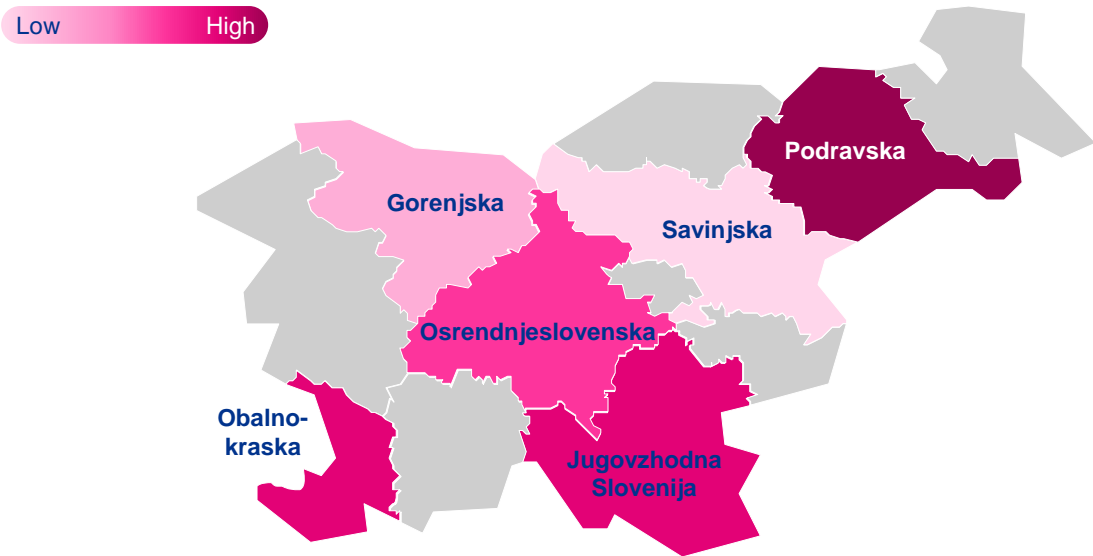 Low
High
Podravska
Gorenjska
Savinjska
Osrendnjeslovenska
Obalno-
kraska
Jugovzhodna
Slovenija